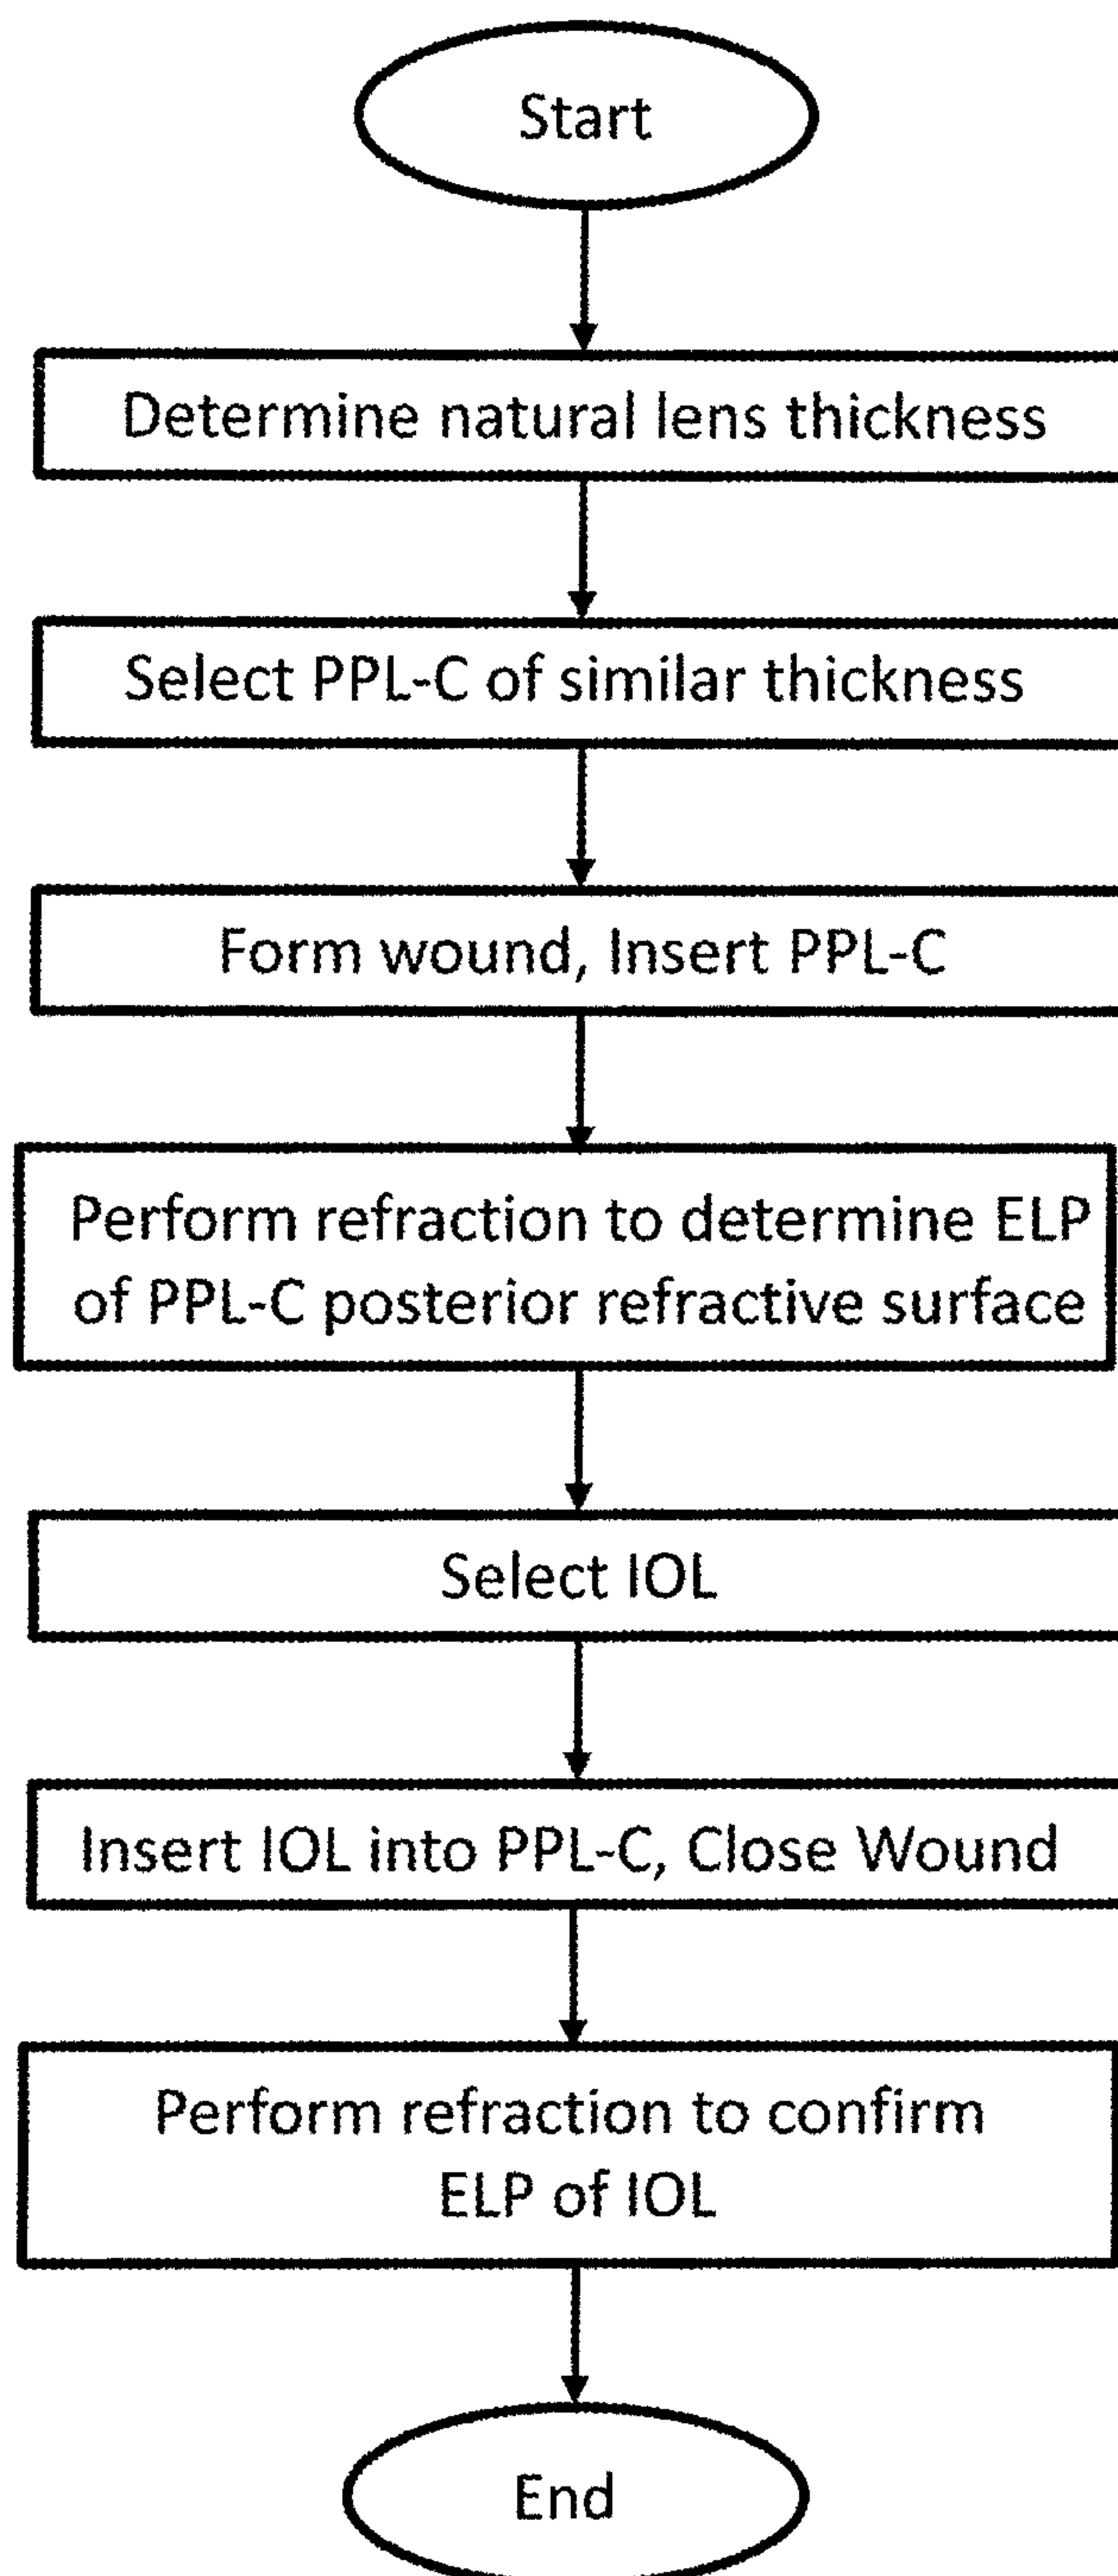 Start
Determine natural lens thickness
Select PPL-C of similar thickness
Form wound, Insert PPL-C
Perform refraction to determine ELP
of PPL-C posterior refractive surface
Select IOL
Insert IOL into PPL-C, Close Wound
Perform refraction to confirm
ELP of IOL
End